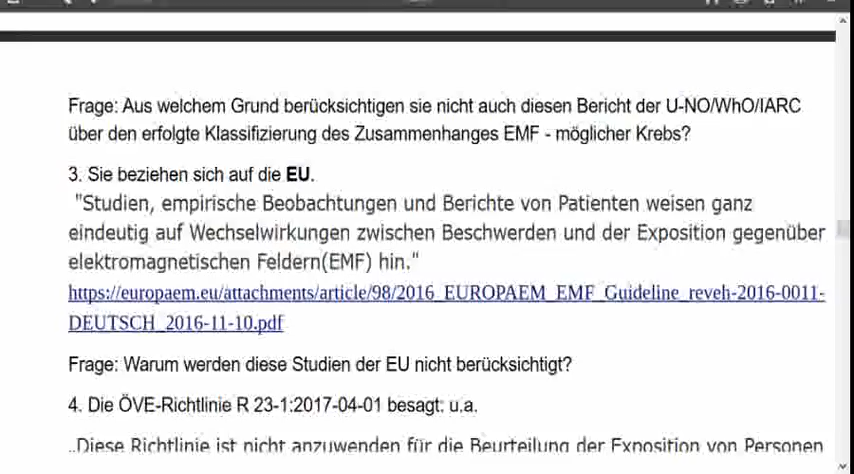 Frage: Aus welchem Grund berücksichtigen sie nicht auch diesen Bericht der U-NO/WhO/IARC
über den erfolgte Klassifizierung des Zusammenhanges EMF - möglicher Krebs?
3. Sie beziehen sich auf die EU.
"Studien, empirische Beobachtungen und Berichte von Patienten weisen ganz
eindeutig auf Wechselwirkungen zwischen Beschwerden und der Exposition gegenüber
elektromagnetischen Feldern(EMF) hin."
https://europaem.eu/attachments/article/98/2016_EUROPAEM_EMF_Guideline_reveh-2016-0011-
DEUTSCH_2016-11-10.pdf
Frage: Warum werden diese Studien der EU nicht berücksichtigt?
4. Die ÖVE-Richtlinie R 23-1:2017-04-01 besagt: u.a.
„Diese Richtlinie ist nicht anzuwenden für die Beurteilung der Exposition von Personen